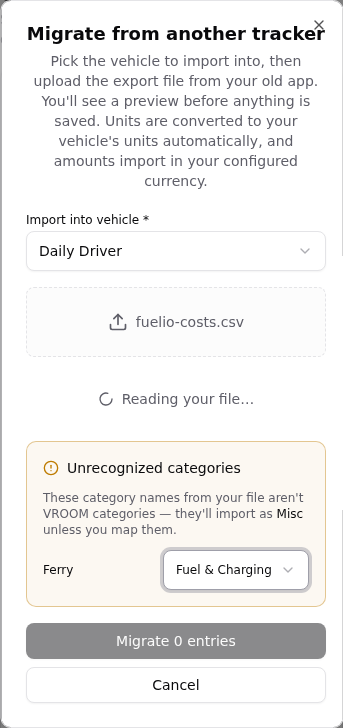 Migrate from another tracker
Pick the vehicle to import into, then
upload the export file from your old app.
You'll see a preview before anything is
saved. Units are converted to your
vehicle's units automatically, and
amounts import in your configured
currency.
Import into vehicle *
Daily Driver
fuelio-costs.csv
Reading your file…
Unrecognized categories
These category names from your file aren't
VROOM categories — they'll import as Misc
unless you map them.
Ferry
Fuel & Charging
Migrate 0 entries
Cancel